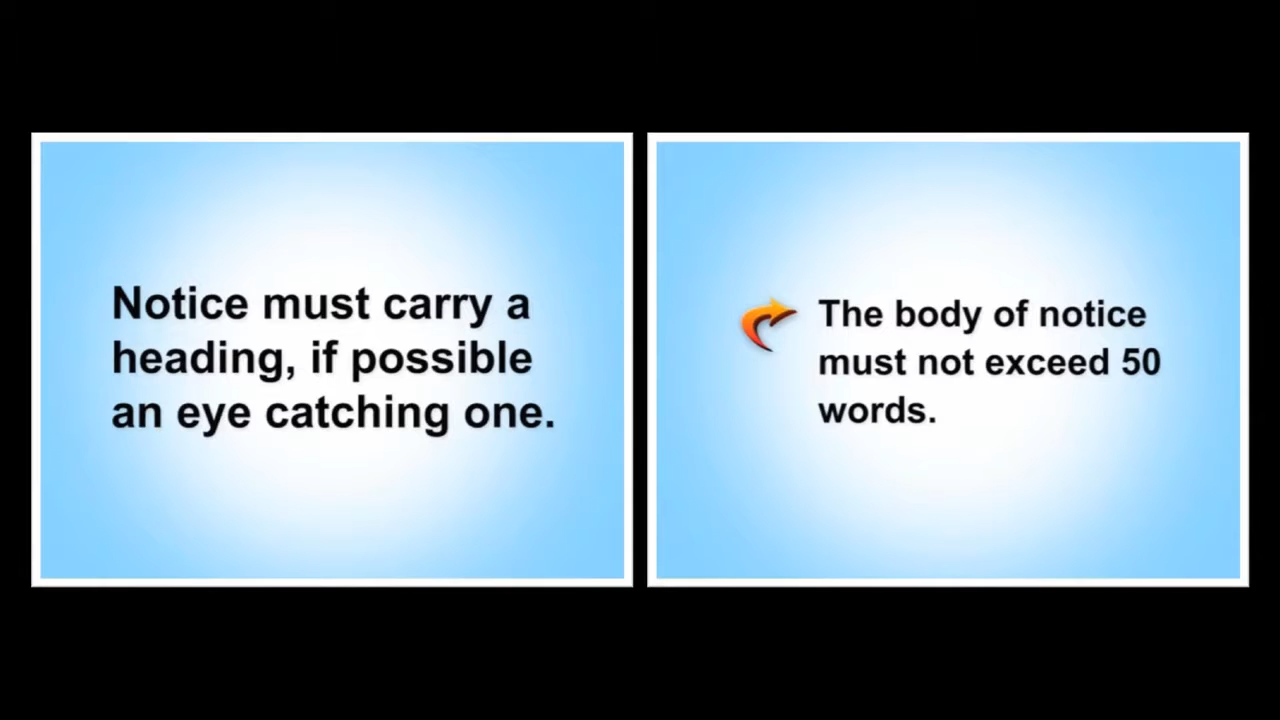 Notice must carry a
heading, if possible
an eye catching one.
The body of notice
must not exceed 50
words.